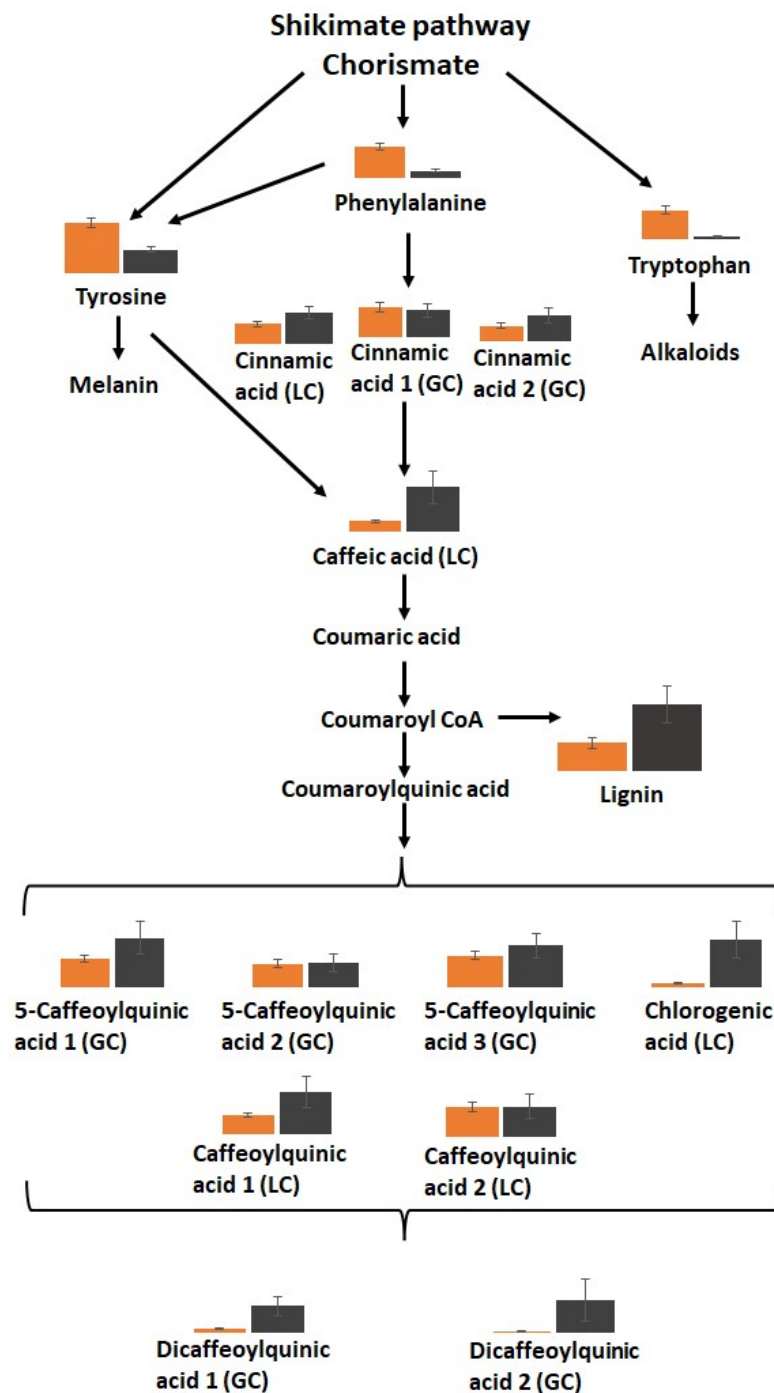 Shikimate pathway
Chorismate
Phenylalanine
Tyrosine
Tryptophan
Melanin
Cinnamic
acid (LC)
Cinnamic
acid 1 (GC)
Cinnamic
acid 2 (GC)
Alkaloids
Caffeic acid (LC)
Coumaric acid
Coumaroyl CoA
Lignin
Coumaroylquinic acid
5-Caffeoylquinic
acid 1 (GC)
5-Caffeoylquinic
acid 2 (GC)
5-Caffeoylquinic
acid 3 (GC)
Chlorogenic
acid (LC)
Caffeoylquinic
acid 1 (LC)
Caffeoylquinic
acid 2 (LC)
Dicaffeoylquinic
acid 1 (GC)
Dicaffeoylquinic
acid 2 (GC)